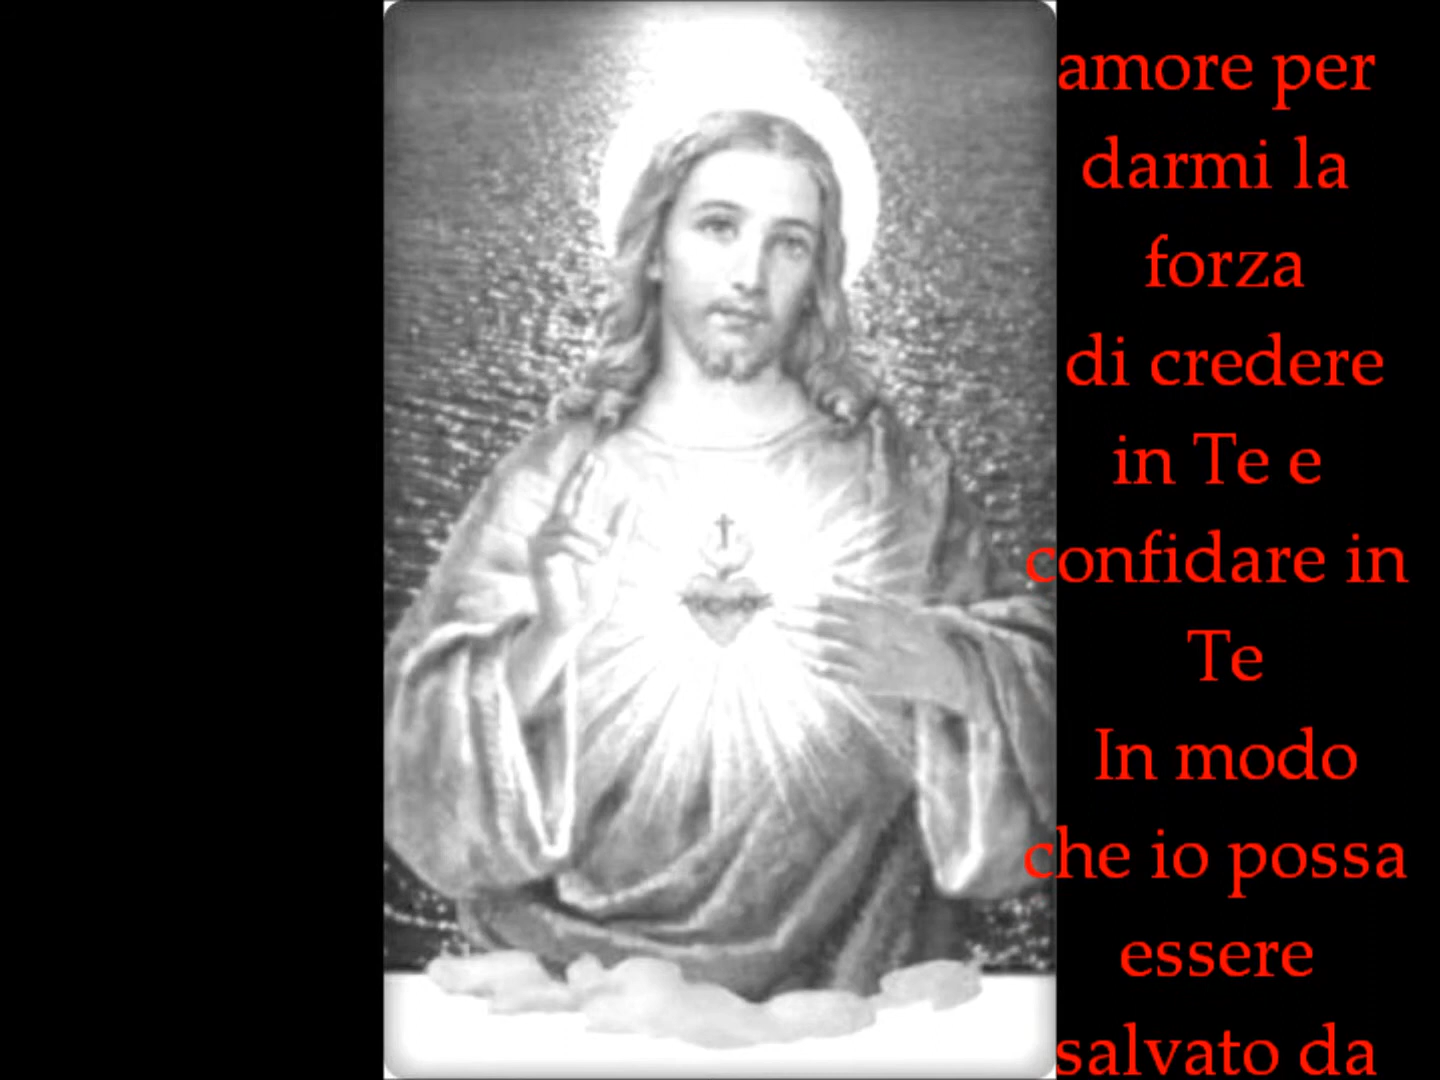 amore per
darmi la
forza
di credere
in Te e
confidare in
Te
In modo
che io possa
essere
salvato da